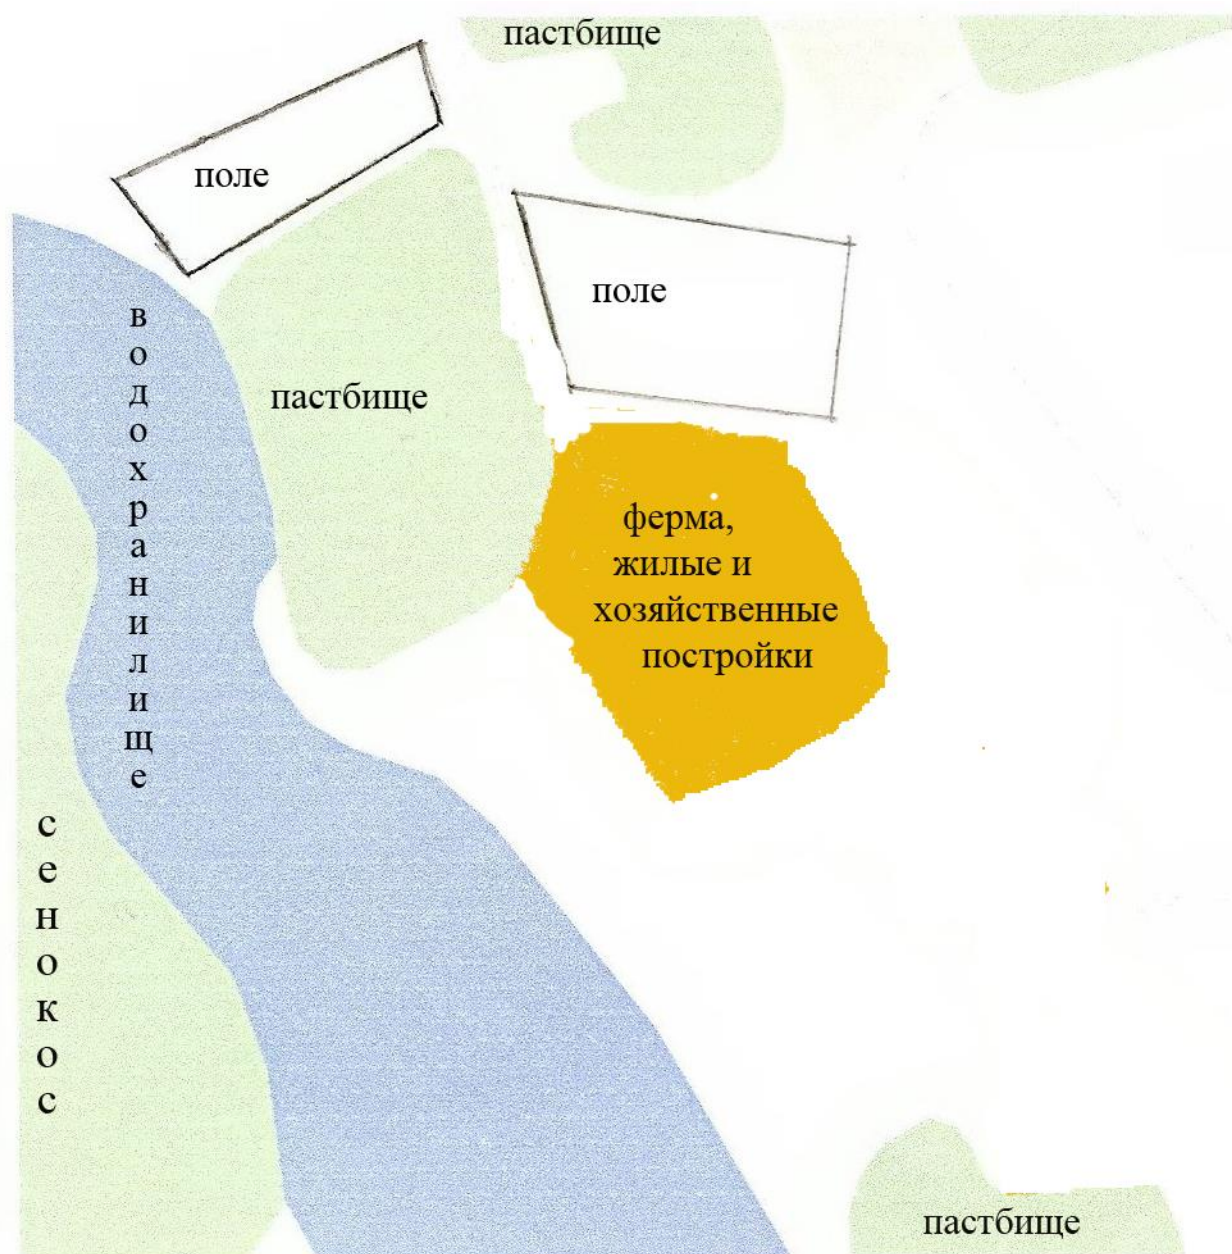 пастбище
поле
поле
водохранилище
пастбище
ферма,
жилые и
хозяйственные
постройки
сенокос
пастбище